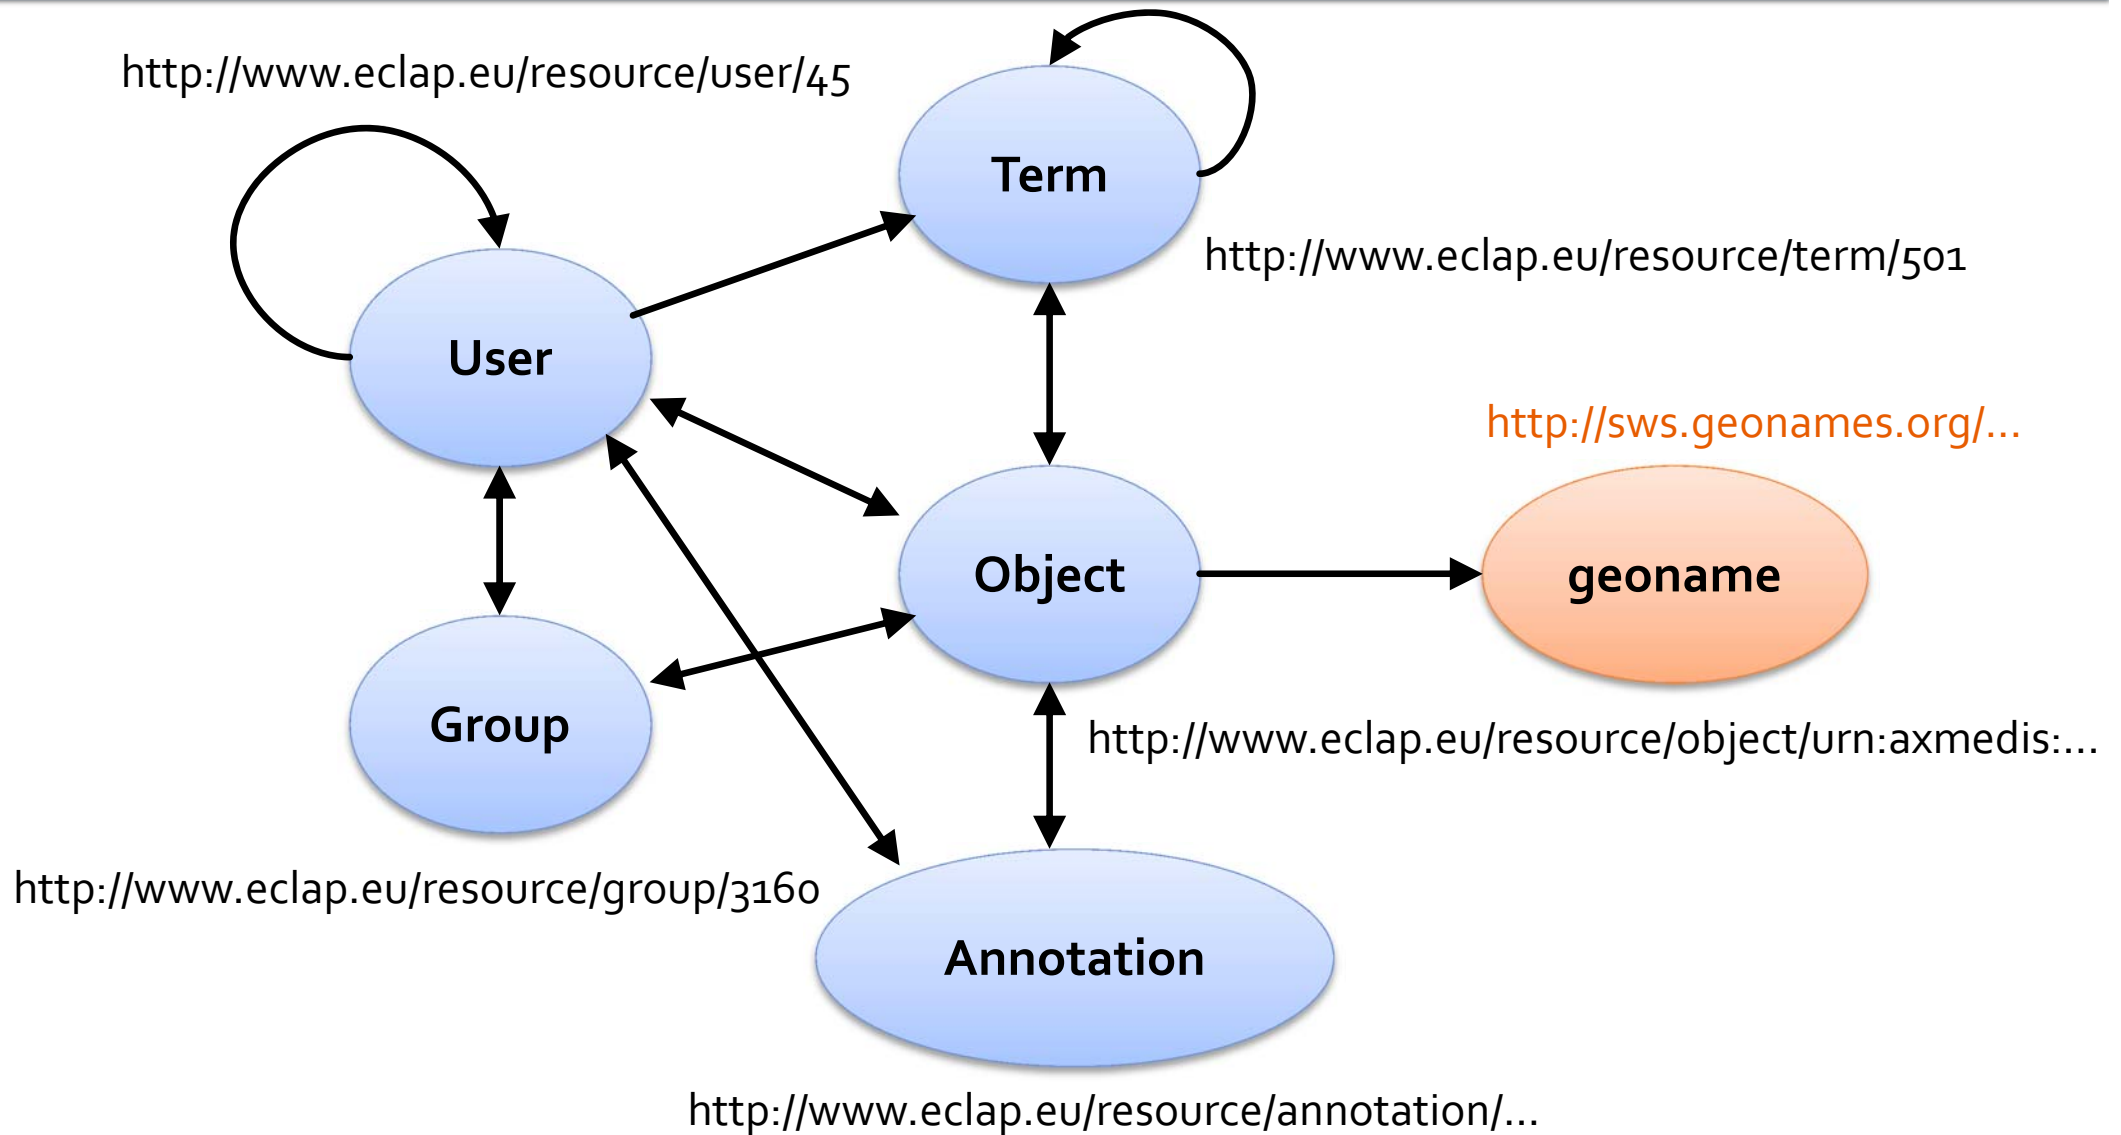 http://www.eclap.eu/resource/user/45
Term
http://www.eclap.eu/resource/term/501
User
http://sws.geonames.org/...
Object
geoname
Group
http://www.eclap.eu/resource/object/urn:axmedis:...
http://www.eclap.eu/resource/group/3160
Annotation
http://www.eclap.eu/resource/annotation/...